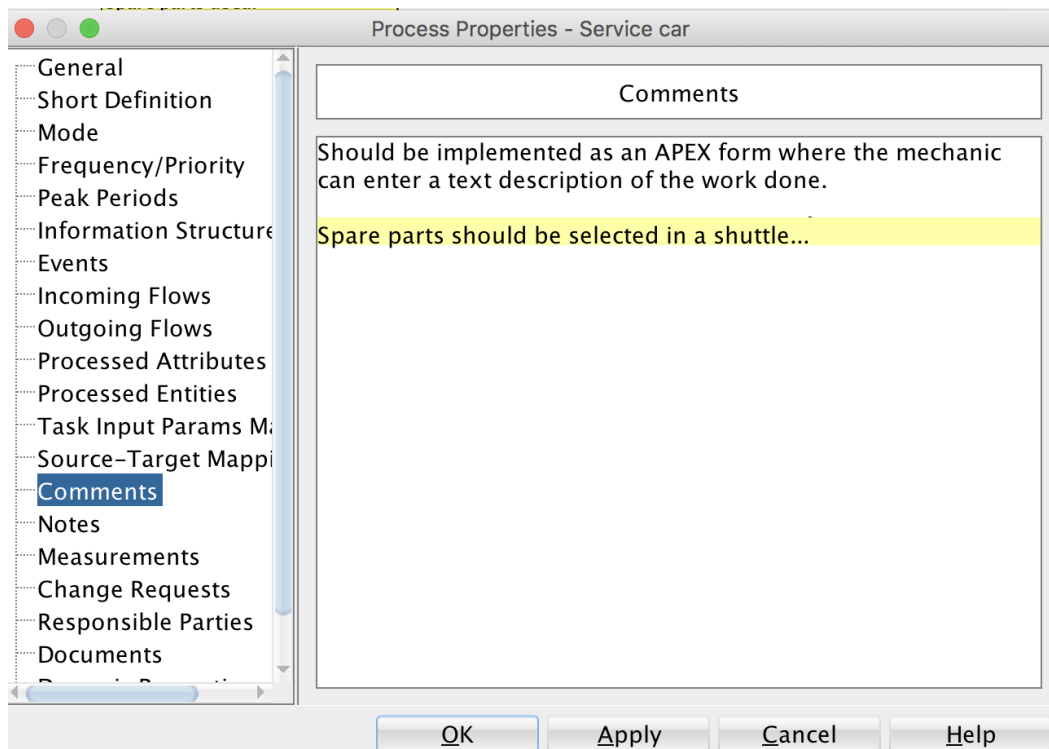 Process Properties - Service car
General
Short Definition
Mode
Frequency/Priority
Peak Periods
Information Structure
Events
Incoming Flows
Outgoing Flows
Processed Attributes
Processed Entities
Task Input Params Ma
Source-Target Mappi
Comments
Notes
Measurements
Change Requests
Responsible Parties
Documents
Comments
Should be implemented as an APEX form where the mechanic
can enter a text description of the work done.
Spare parts should be selected in a shuttle...
OK
Apply
Cancel
Help